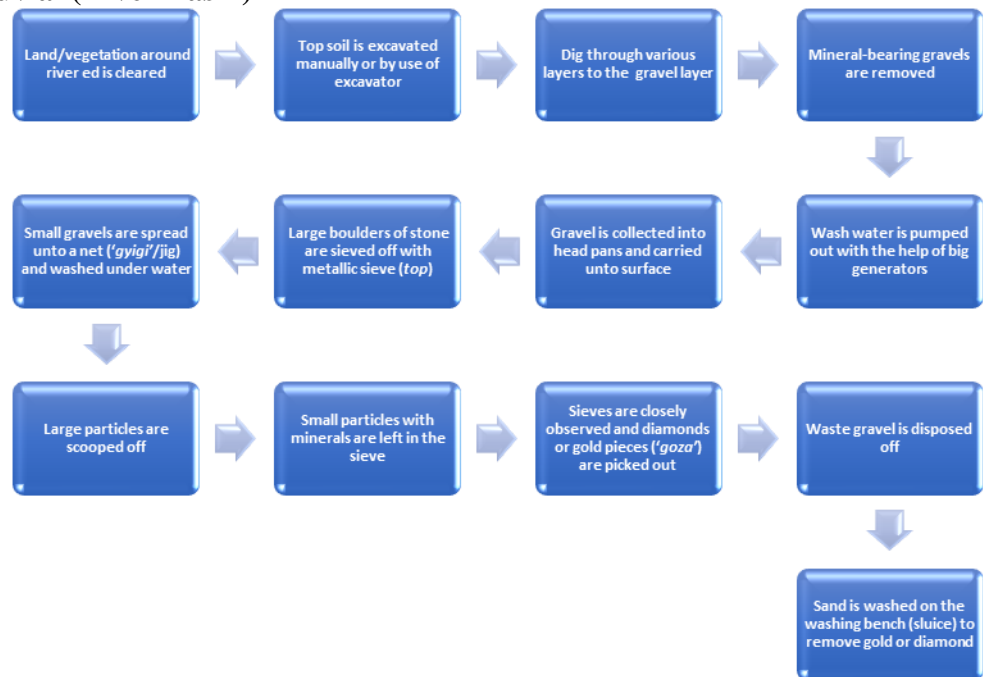 Land/vegetation around
river ed is cleared
Top soil is excavated
manually or by use of
excavator
Dig through various
layers to the gravel layer
Mineral-bearing gravels
are removed
Wash water is pumped
out with the help of big
generators
Gravel is collected into
head pans and carried
unto surface
Large boulders of stone
are sieved off with
metallic sieve (top)
Small gravels are spread
unto a net ('gyigi'/jig)
and washed under water
Large particles are
scooped off
Small particles with
minerals are left in the
sieve
Sieves are closely
observed and diamonds
or gold pieces ('goza')
are picked out
Waste gravel is disposed
off
Sand is washed on the
washing bench (sluice) to
remove gold or diamond